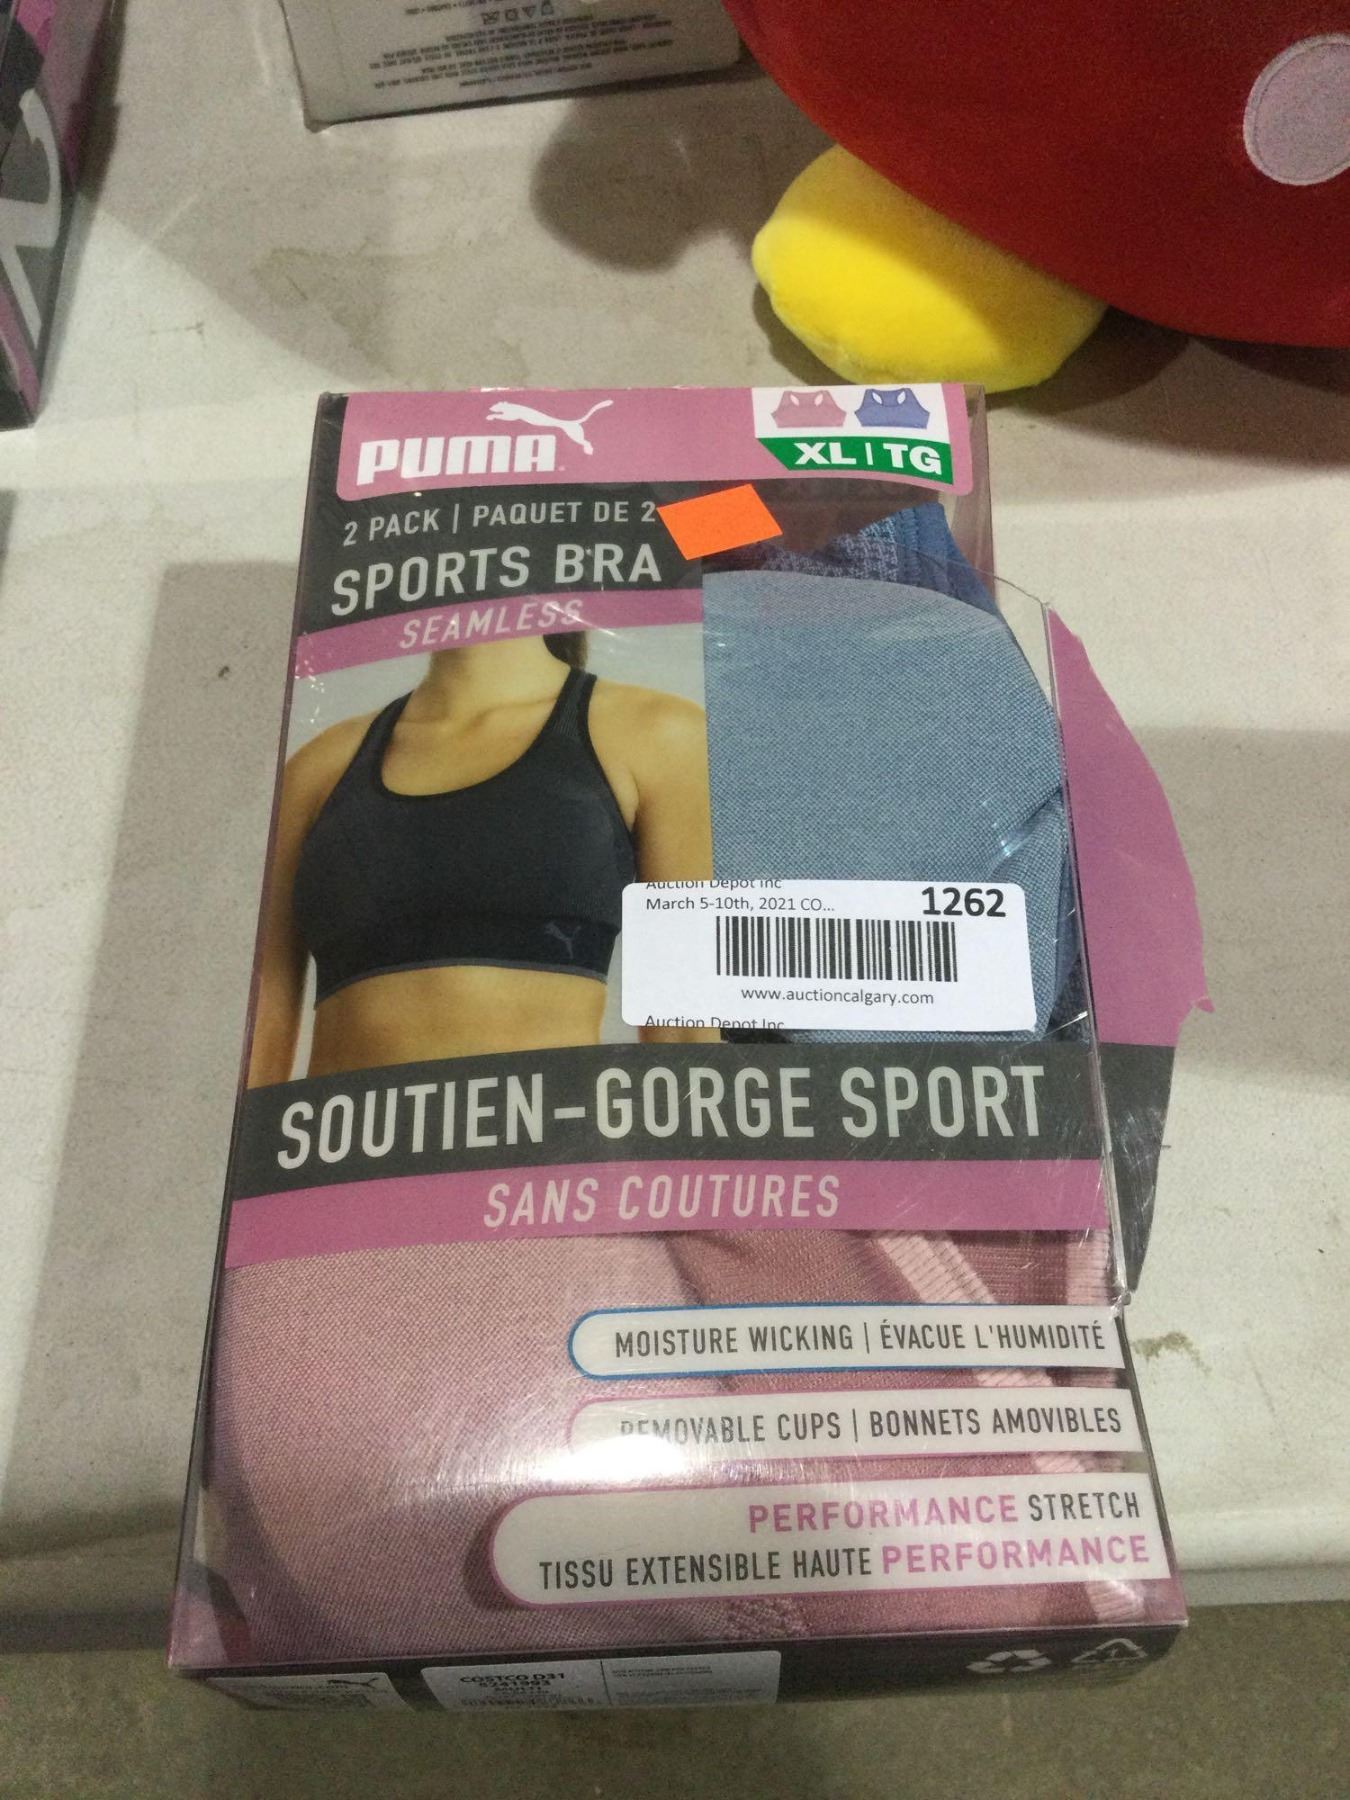 PUMA
XL | TG
2 PACK | PAQUET DE 2
SPORTS BRA
SEAMLESS
Auction Depot Inc
March 5-10th, 2021 CO...
1262
www.auctioncalgary.com
Auction Depot Inc
SOUTIEN-GORGE SPORT
SANS COUTURES
MOISTURE WICKING | ÉVACUE L'HUMIDITÉ
REMOVABLE CUPS | BONNETS AMOVIBLES
PERFORMANCE STRETCH
TISSU EXTENSIBLE HAUTE PERFORMANCE
COSTCO D31